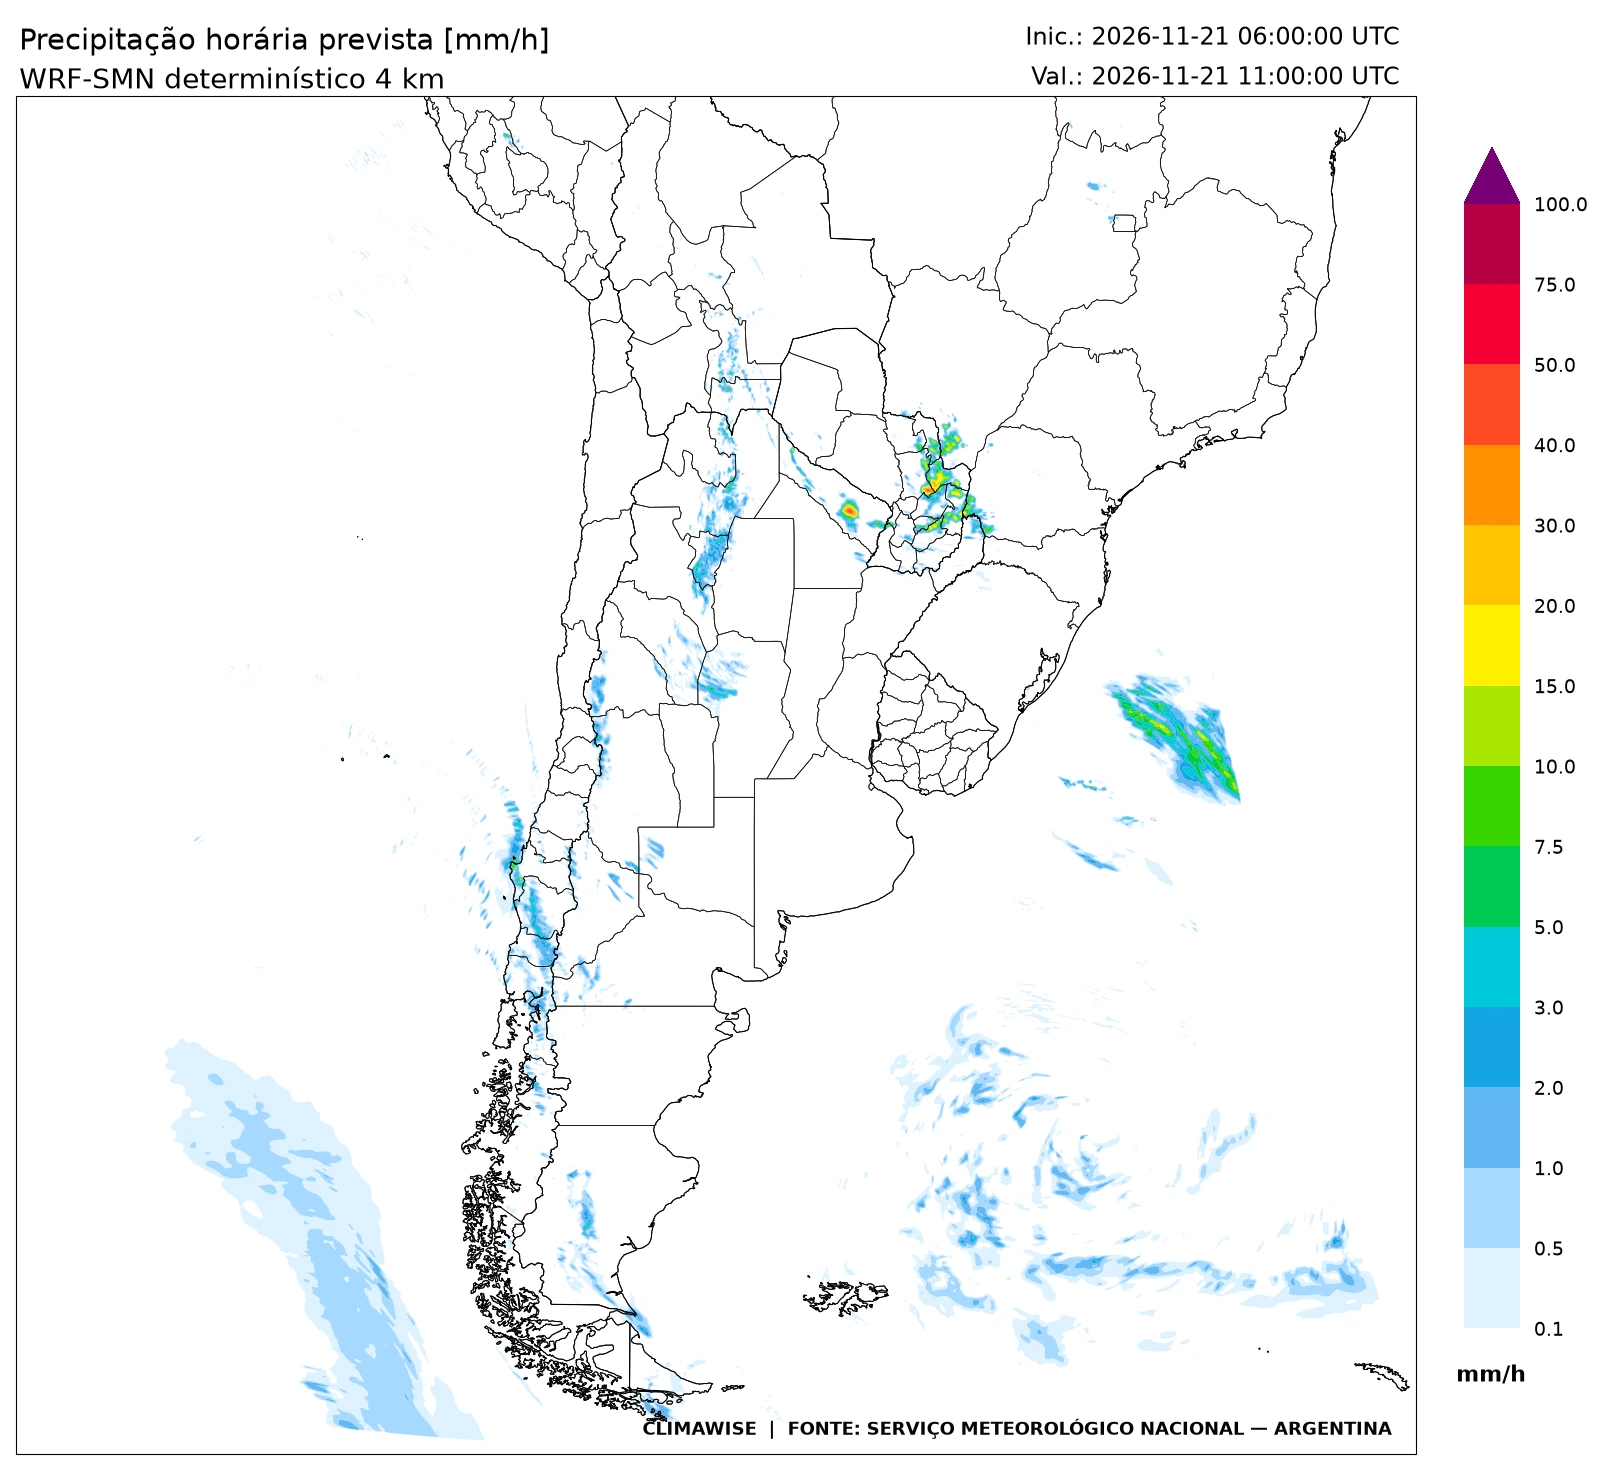 Precipitação horária prevista [mm/h]
WRF-SMN determinístico 4 km
Inic.: 2026-11-21 06:00:00 UTC
Val.: 2026-11-21 11:00:00 UTC
100.0
75.0
50.0
40.0
30.0
20.0
15.0
10.0
7.5
5.0
3.0
2.0
1.0
0.5
0.1
mm/h
CLIMAWISE | FONTE: SERVIÇO METEOROLÓGICO NACIONAL — ARGENTINA